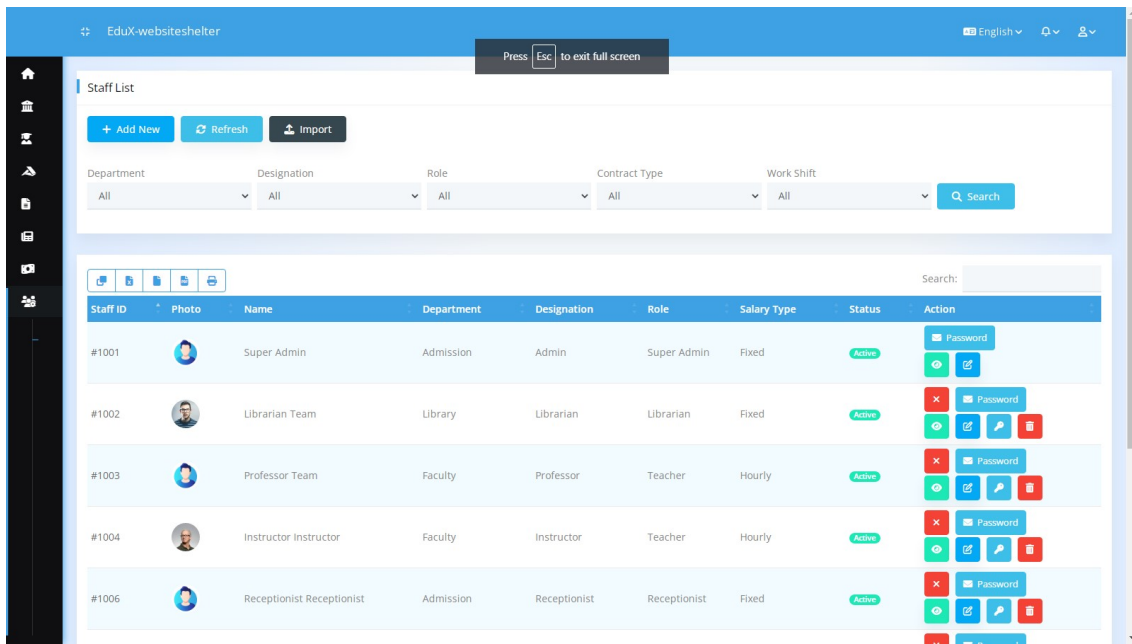 EduX-websiteshelter
English
Press Esc to exit full screen
Staff List
+ Add New Refresh Import
Department Designation Role Contract Type Work Shift
All All All All All Search
Search:
Staff ID Photo Name Department Designation Role Salary Type Status Action
#1001 Super Admin Admission Admin Super Admin Fixed Active Password
#1002 Librarian Team Library Librarian Librarian Fixed Active Password
#1003 Professor Team Faculty Professor Teacher Hourly Active Password
#1004 Instructor Instructor Faculty Instructor Teacher Hourly Active Password
#1006 Receptionist Receptionist Admission Receptionist Receptionist Fixed Active Password